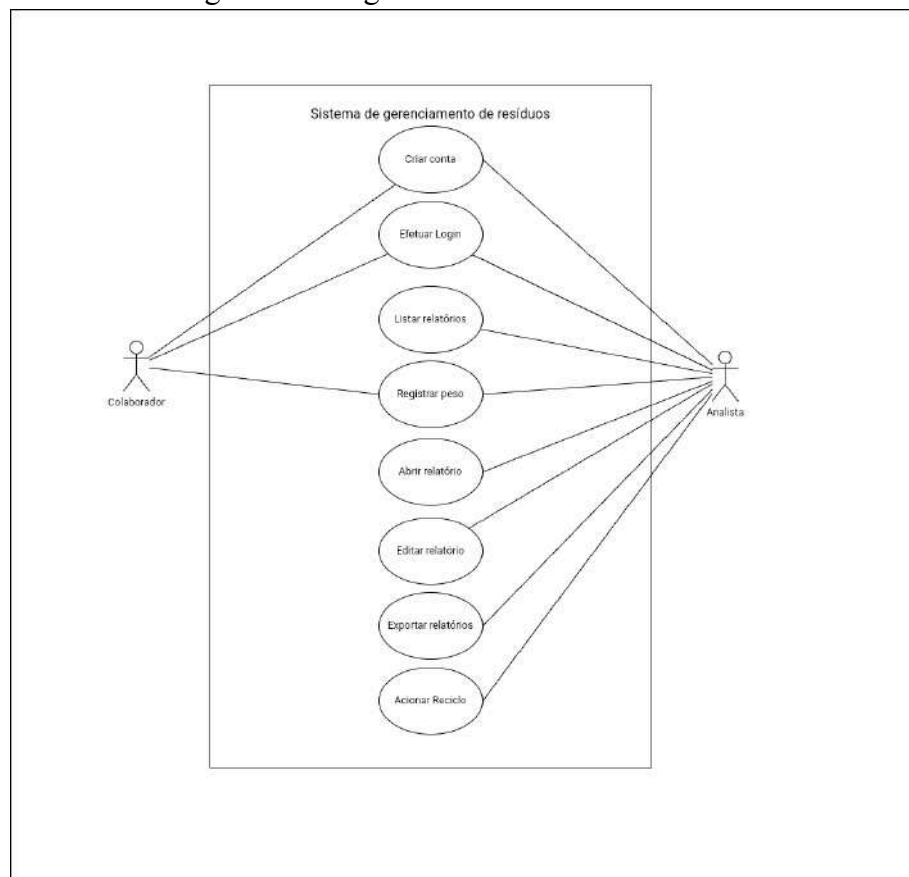 Sistema de gerenciamento de resíduos
Criar conta
Efetuar Login
Listar relatórios
Registrar peso
Colaborador
Analista
Abrir relatório
Editar relatório
Exportar relatórios
Acionar Reciclo